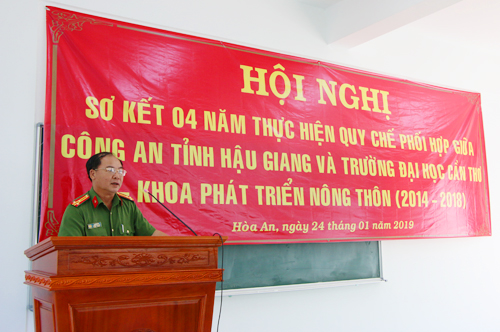 HỘI NGHỊ
SƠ KẾT 04 NĂM THỰC HIỆN QUY CHẾ PHỐI HỢP GIỮA
CÔNG AN TỈNH HẬU GIANG VÀ TRƯỜNG ĐẠI HỌC CẦN THƠ
- KHOA PHÁT TRIỂN NÔNG THÔN (2014 - 2018)
Hòa An, ngày 24 tháng 01 năm 2019